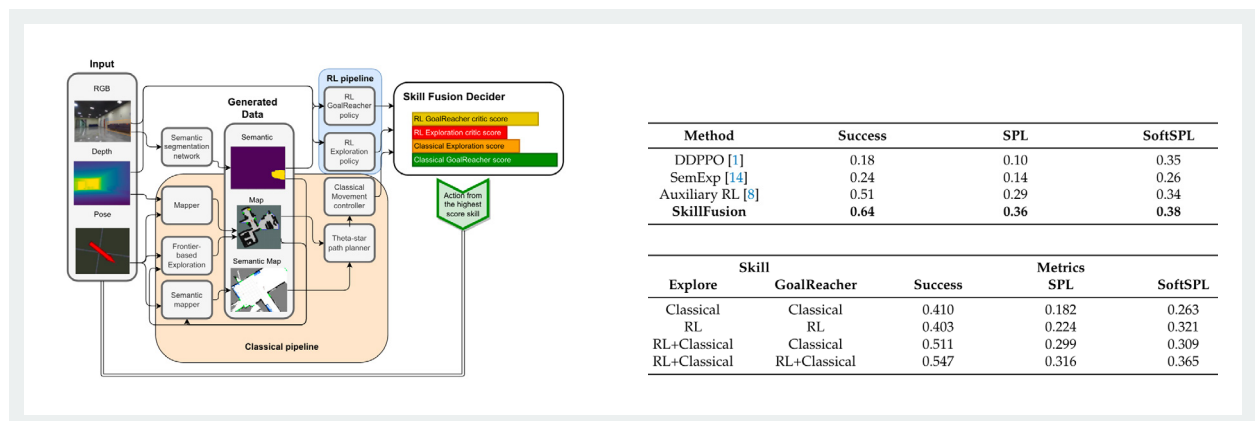 Input
RGB
Depth
Pose
Semantic
segmentation
network
Mapper
Frontier-
based
Exploration
Semantic
mapper
Generated
Data
Semantic
Map
Semantic Map
Classical pipeline
RL pipeline
RL
GoalReacher
policy
RL
Exploration
policy
Classical
Movement
controller
Theta-star
path planner
Skill Fusion Decider
RL GoalReacher critic score
RL Exploration critic score
Classical Exploration score
Classical GoalReacher score
Action from
the highest
score skill
Method Success SPL SoftSPL
DDPPO [1] 0.18 0.10 0.35
SemExp [14] 0.24 0.14 0.26
Auxiliary RL [8] 0.51 0.29 0.34
SkillFusion 0.64 0.36 0.38
Skill Metrics
Explore GoalReacher Success SPL SoftSPL
Classical Classical 0.410 0.182 0.263
RL RL 0.403 0.224 0.321
RL+Classical Classical 0.511 0.299 0.309
RL+Classical RL+Classical 0.547 0.316 0.365